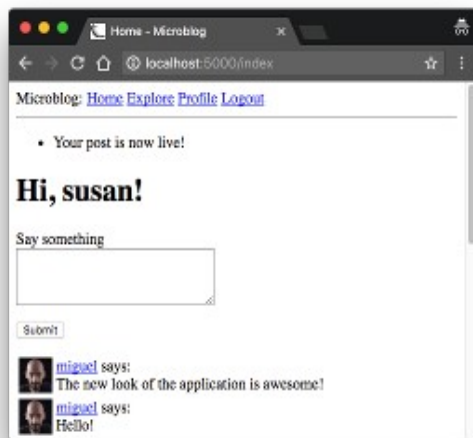 Home - Microblog
localhost:5000/index
Microblog: Home Explore Profile Logout
Your post is now live!
Hi, susan!
Say something
Submit
miguel says:
The new look of the application is awesome!
miguel says:
Hello!